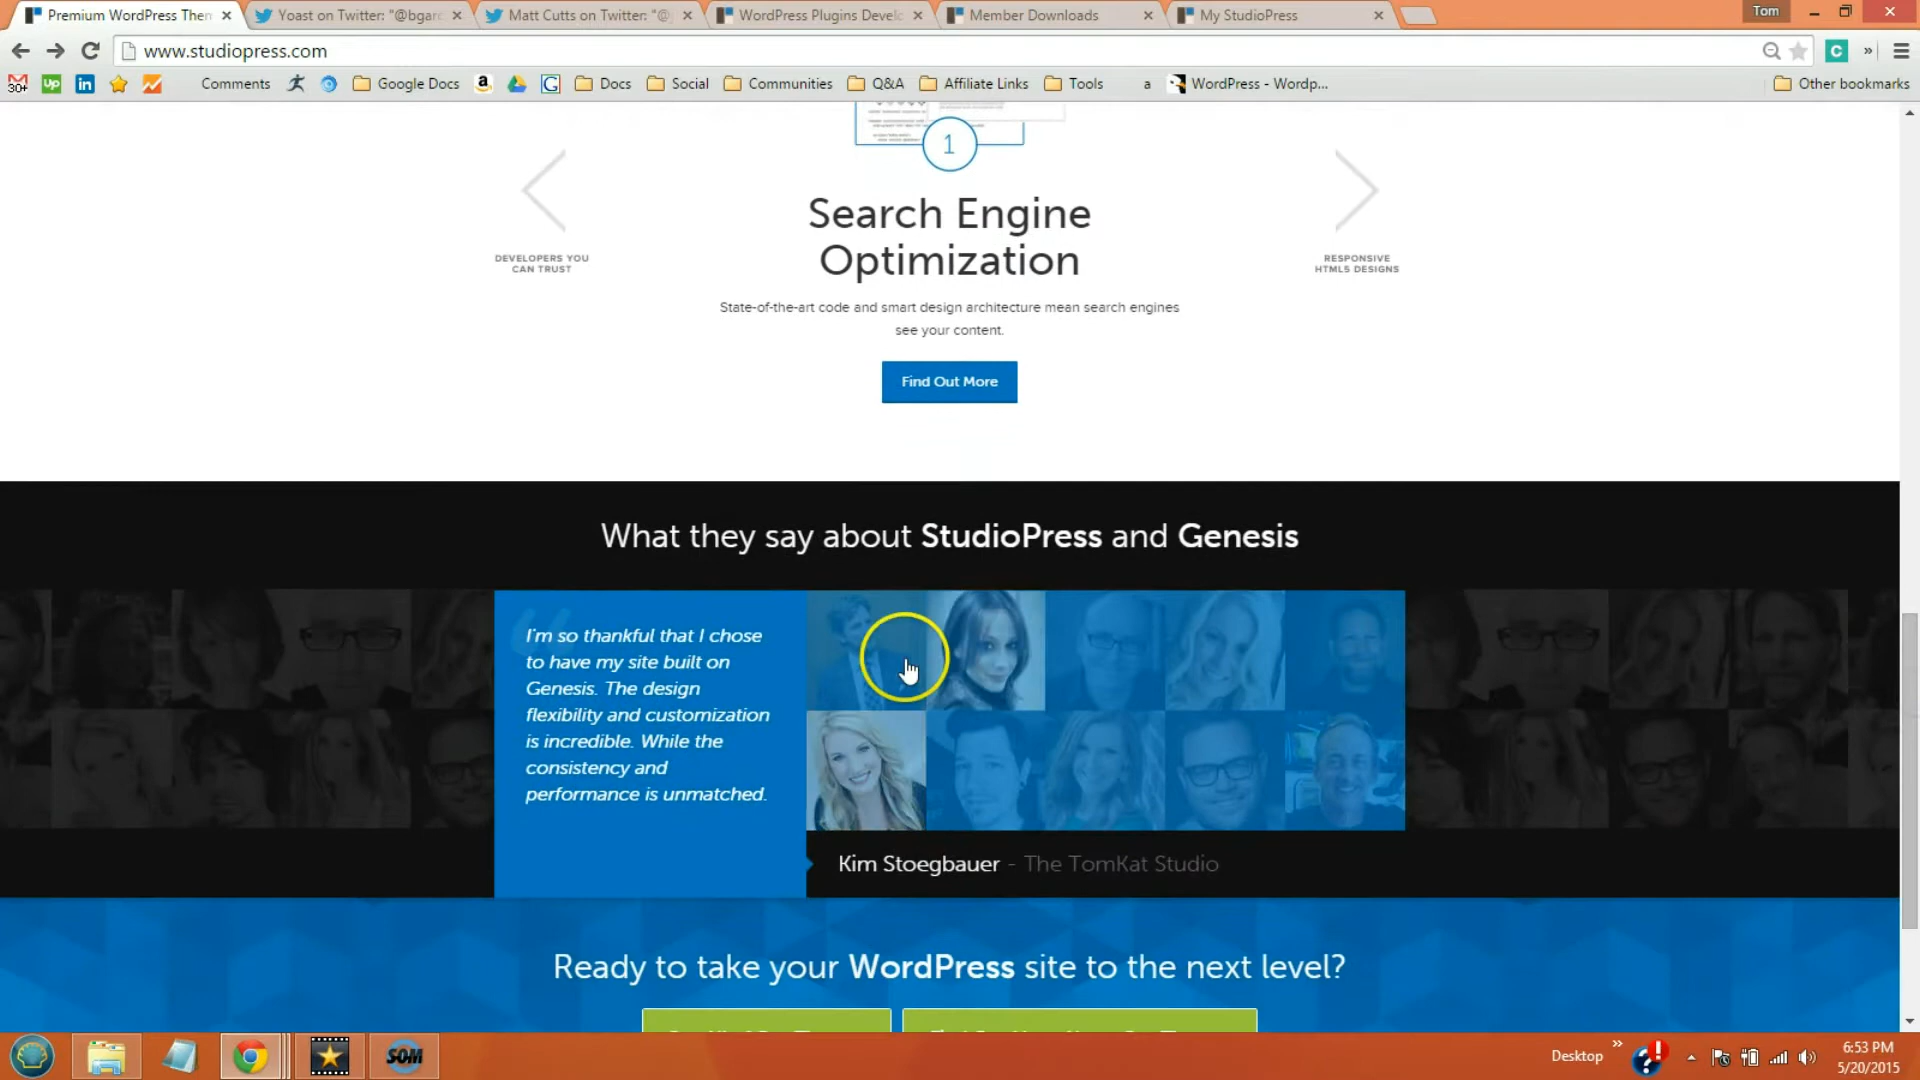 Premium WordPress Then
Yoast on Twitter: "@bgar
Matt Cutts on Twitter: "@
WordPress Plugins Develo
Member Downloads
My StudioPress
Tom
www.studiopress.com
C
»
30+
up
in
Comments
Google Docs
a
G
Docs
Social
Communities
Q&A
Affiliate Links
Tools
a
WordPress - Wordp...
Other bookmarks
1
Search Engine
Optimization
DEVELOPERS YOU
CAN TRUST
RESPONSIVE
HTML5 DESIGNS
State-of-the-art code and smart design architecture mean search engines
see your content.
Find Out More
What they say about StudioPress and Genesis
I'm so thankful that I chose
to have my site built on
Genesis. The design
flexibility and customization
is incredible. While the
consistency and
performance is unmatched.
Kim Stoegbauer - The TomKat Studio
Ready to take your WordPress site to the next level?
SOM
Desktop
»
6:53 PM
5/20/2015